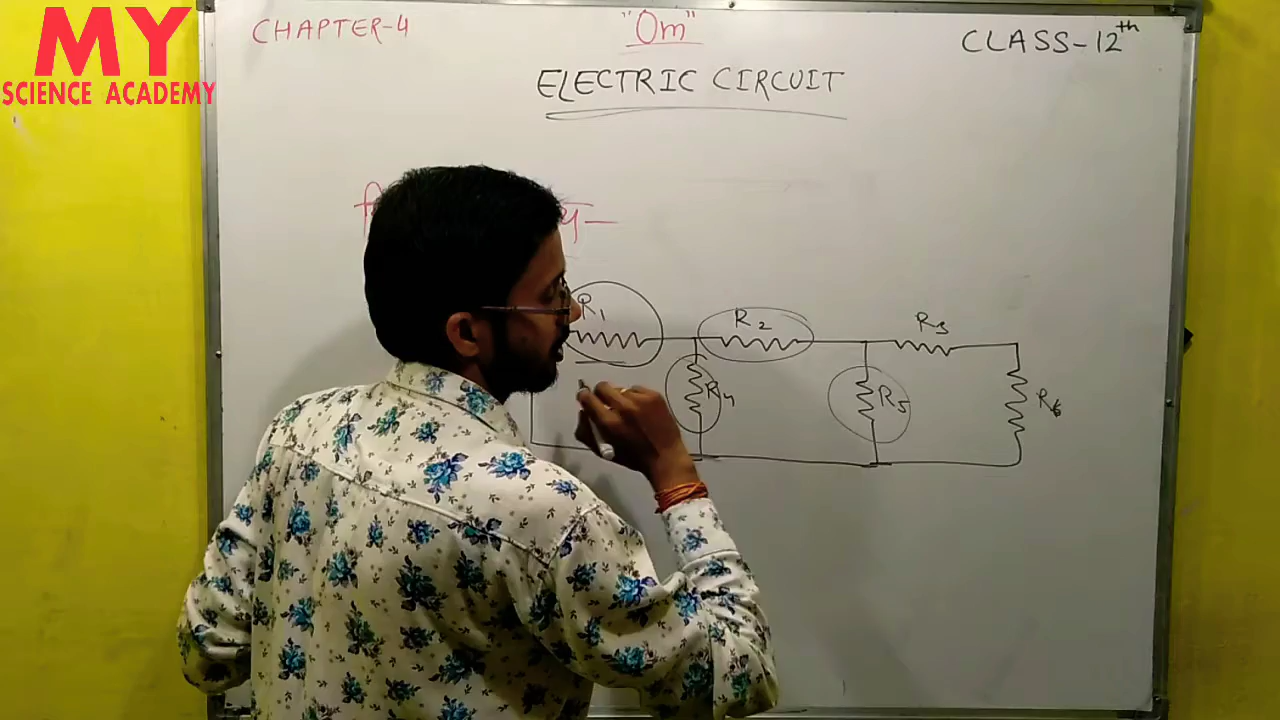 MY
SCIENCE ACADEMY
CHAPTER-4
"Om"
CLASS-12th
ELECTRIC CIRCUIT
R1
R2
R3
R4
R5
R6